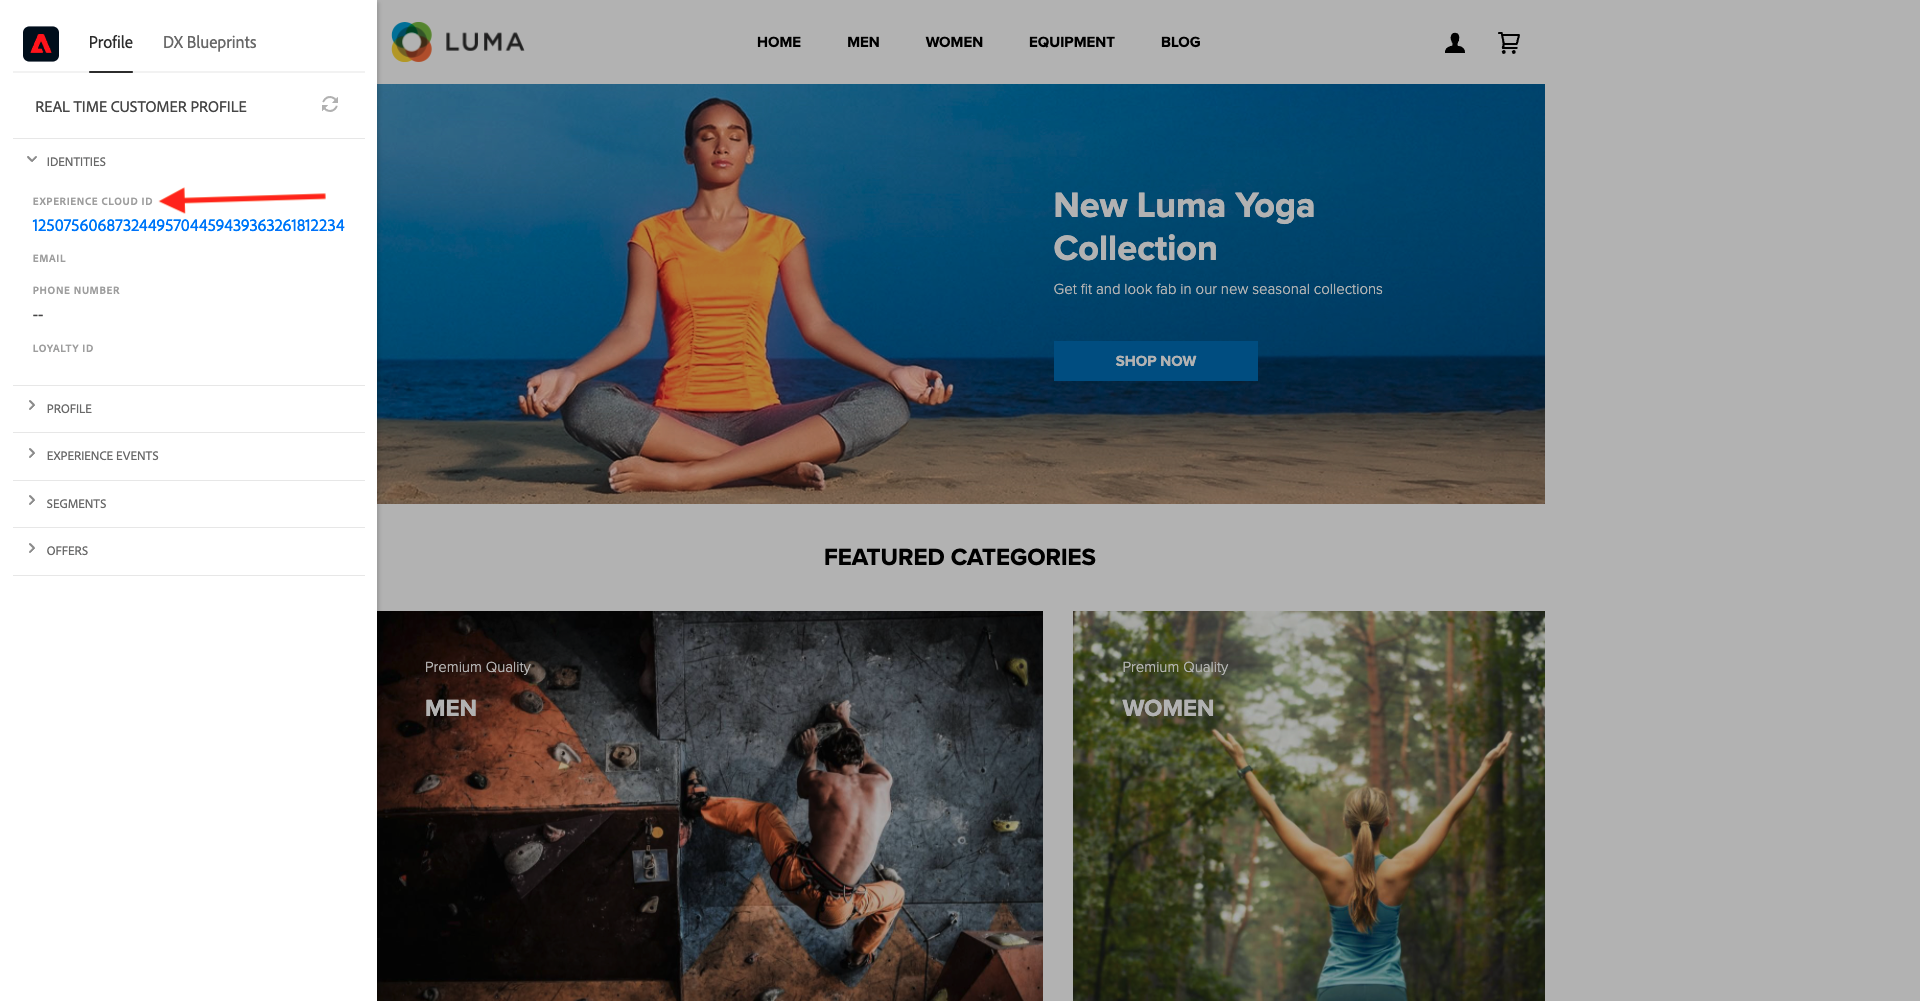 Profile
DX Blueprints
REAL TIME CUSTOMER PROFILE
IDENTITIES
EXPERIENCE CLOUD ID
12507560687324495704459439363261812234
EMAIL
PHONE NUMBER
--
LOYALTY ID
PROFILE
EXPERIENCE EVENTS
SEGMENTS
OFFERS
LUMA
HOME
MEN
WOMEN
EQUIPMENT
BLOG
New Luma Yoga
Collection
Get fit and look fab in our new seasonal collections
SHOP NOW
FEATURED CATEGORIES
Premium Quality
MEN
Premium Quality
WOMEN